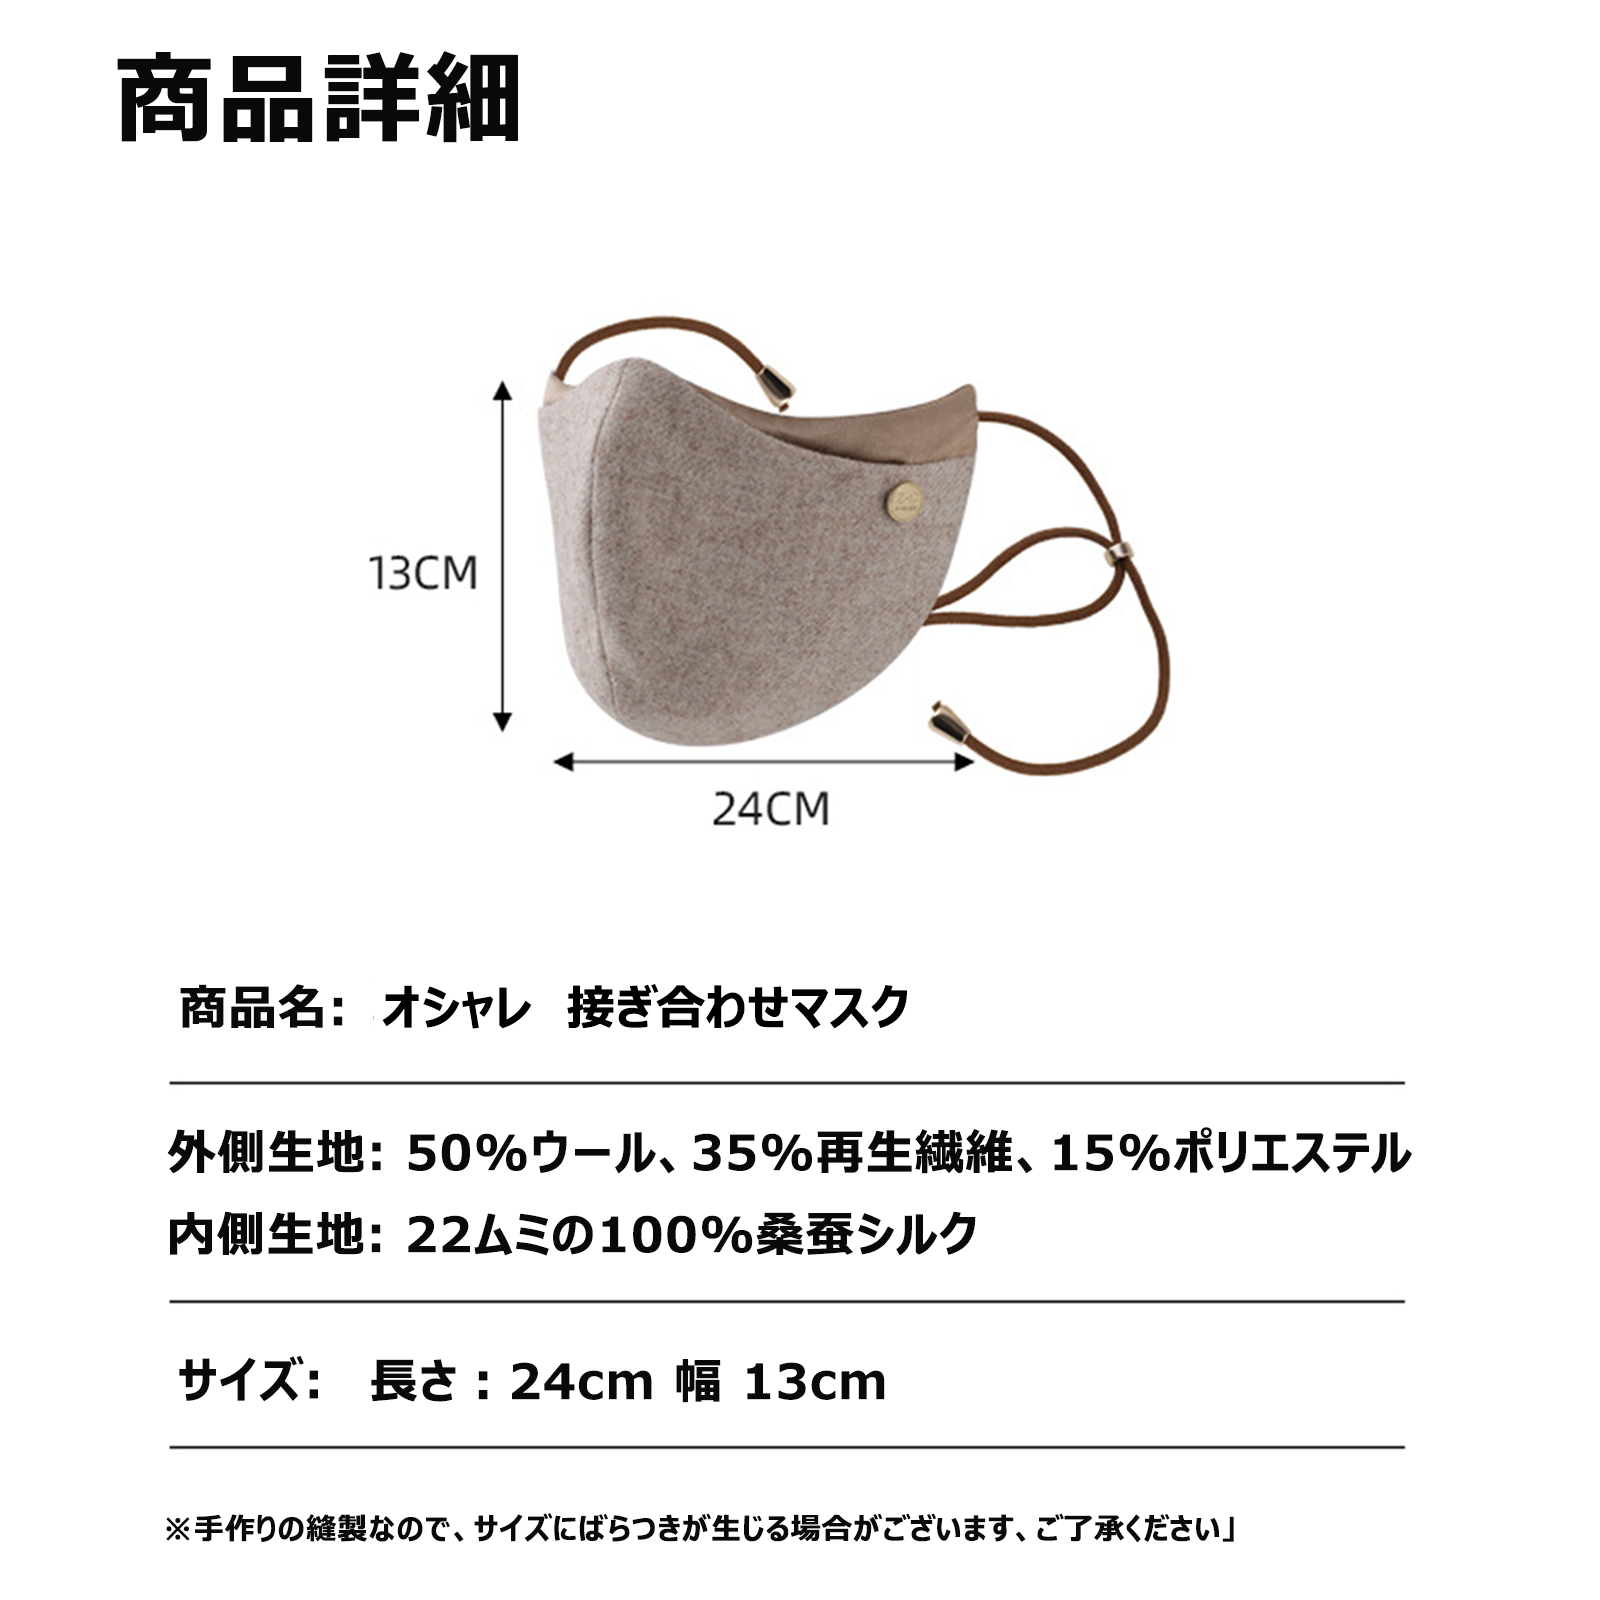 商品詳細
13CM
24CM
商品名: オシャレ 接ぎ合わせマスク
外側生地: 50%ウール、35%再生繊維、15%ポリエステル
内側生地: 22ムミの100%桑蚕シルク
サイズ: 長さ : 24cm 幅 13cm
※手作りの縫製なので、サイズにばらつきが生じる場合がございます、ご了承ください」